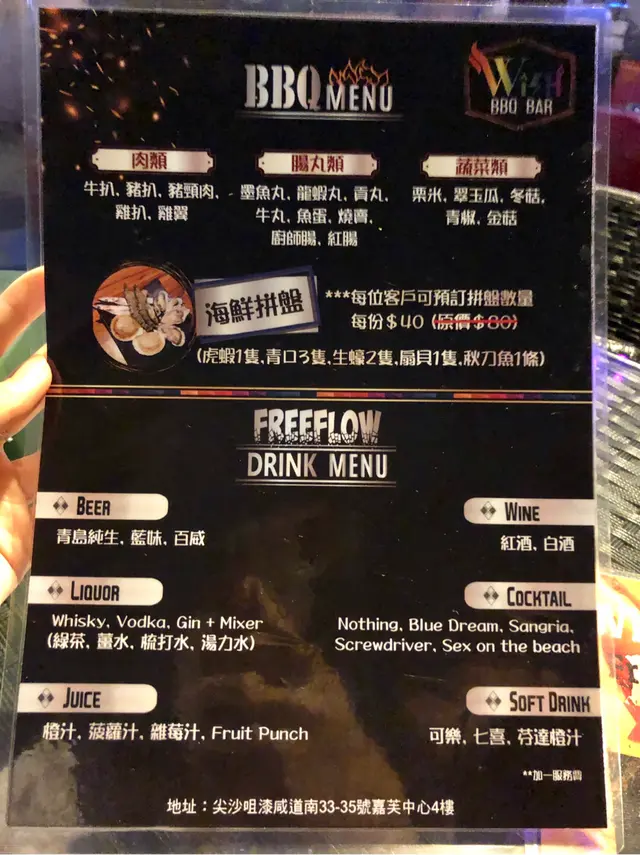 BBQ MENU
WiSH
BBQ BAR
肉類
牛扒, 豬扒, 豬頸肉,
雞扒, 雞翼
腸丸類
墨魚丸, 龍蝦丸, 貢丸,
牛丸, 魚蛋, 燒賣,
廚師腸, 紅腸
蔬菜類
粟米, 翠玉瓜, 冬菇,
青椒, 金菇
海鮮拼盤
***每位客戶可預訂拼盤數量
每份$40 (原價$80)
(虎蝦1隻,青口3隻,生蠔2隻,扇貝1隻,秋刀魚1條)
FREEFLOW
DRINK MENU
BEER
青島純生, 藍妹, 百威
WINE
紅酒, 白酒
LIQUOR
Whisky, Vodka, Gin + Mixer
(綠茶, 薑水, 梳打水, 湯力水)
COCKTAIL
Nothing, Blue Dream, Sangria,
Screwdriver, Sex on the beach
JUICE
橙汁, 菠蘿汁, 雜莓汁, Fruit Punch
SOFT DRINK
可樂, 七喜, 芬達橙汁
**加一服務費
地址：尖沙咀漆咸道南33-35號嘉芙中心4樓